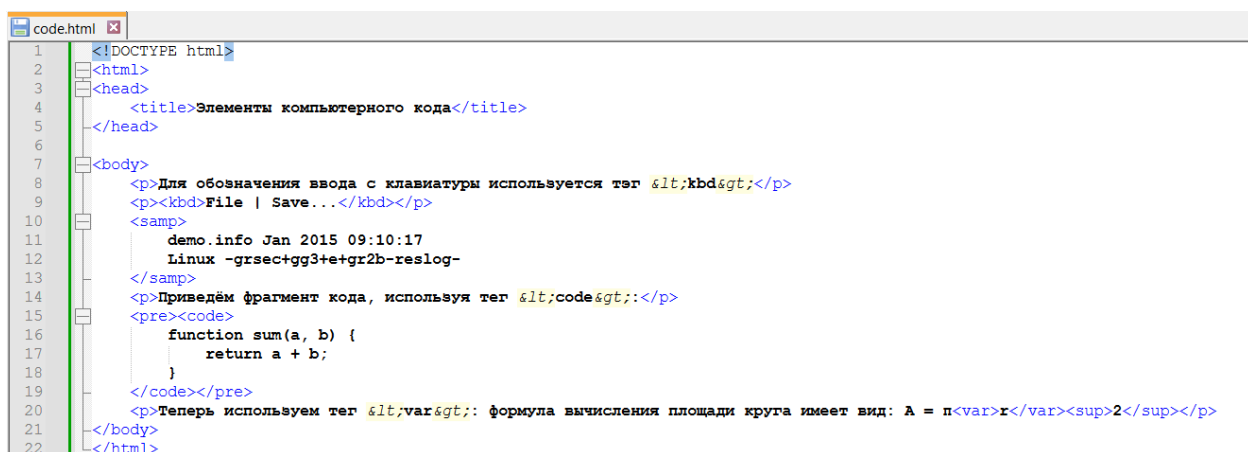 code.html
1 <!DOCTYPE html>
2 <html>
3 <head>
4 <title>Элементы компьютерного кода</title>
5 </head>
6
7 <body>
8 <p>Для обозначения ввода с клавиатуры используется тэг &lt;kbd&gt;</p>
9 <p><kbd>File | Save...</kbd></p>
10 <samp>
11 demo.info Jan 2015 09:10:17
12 Linux -grsec+gg3+e+gr2b-reslog-
13 </samp>
14 <p>Приведём фрагмент кода, используя тег &lt;code&gt;:</p>
15 <pre><code>
16 function sum(a, b) {
17 return a + b;
18 }
19 </code></pre>
20 <p>Теперь используем тег &lt;var&gt;: формула вычисления площади круга имеет вид: A = п<var>r</var><sup>2</sup></p>
21 </body>
22 </html>